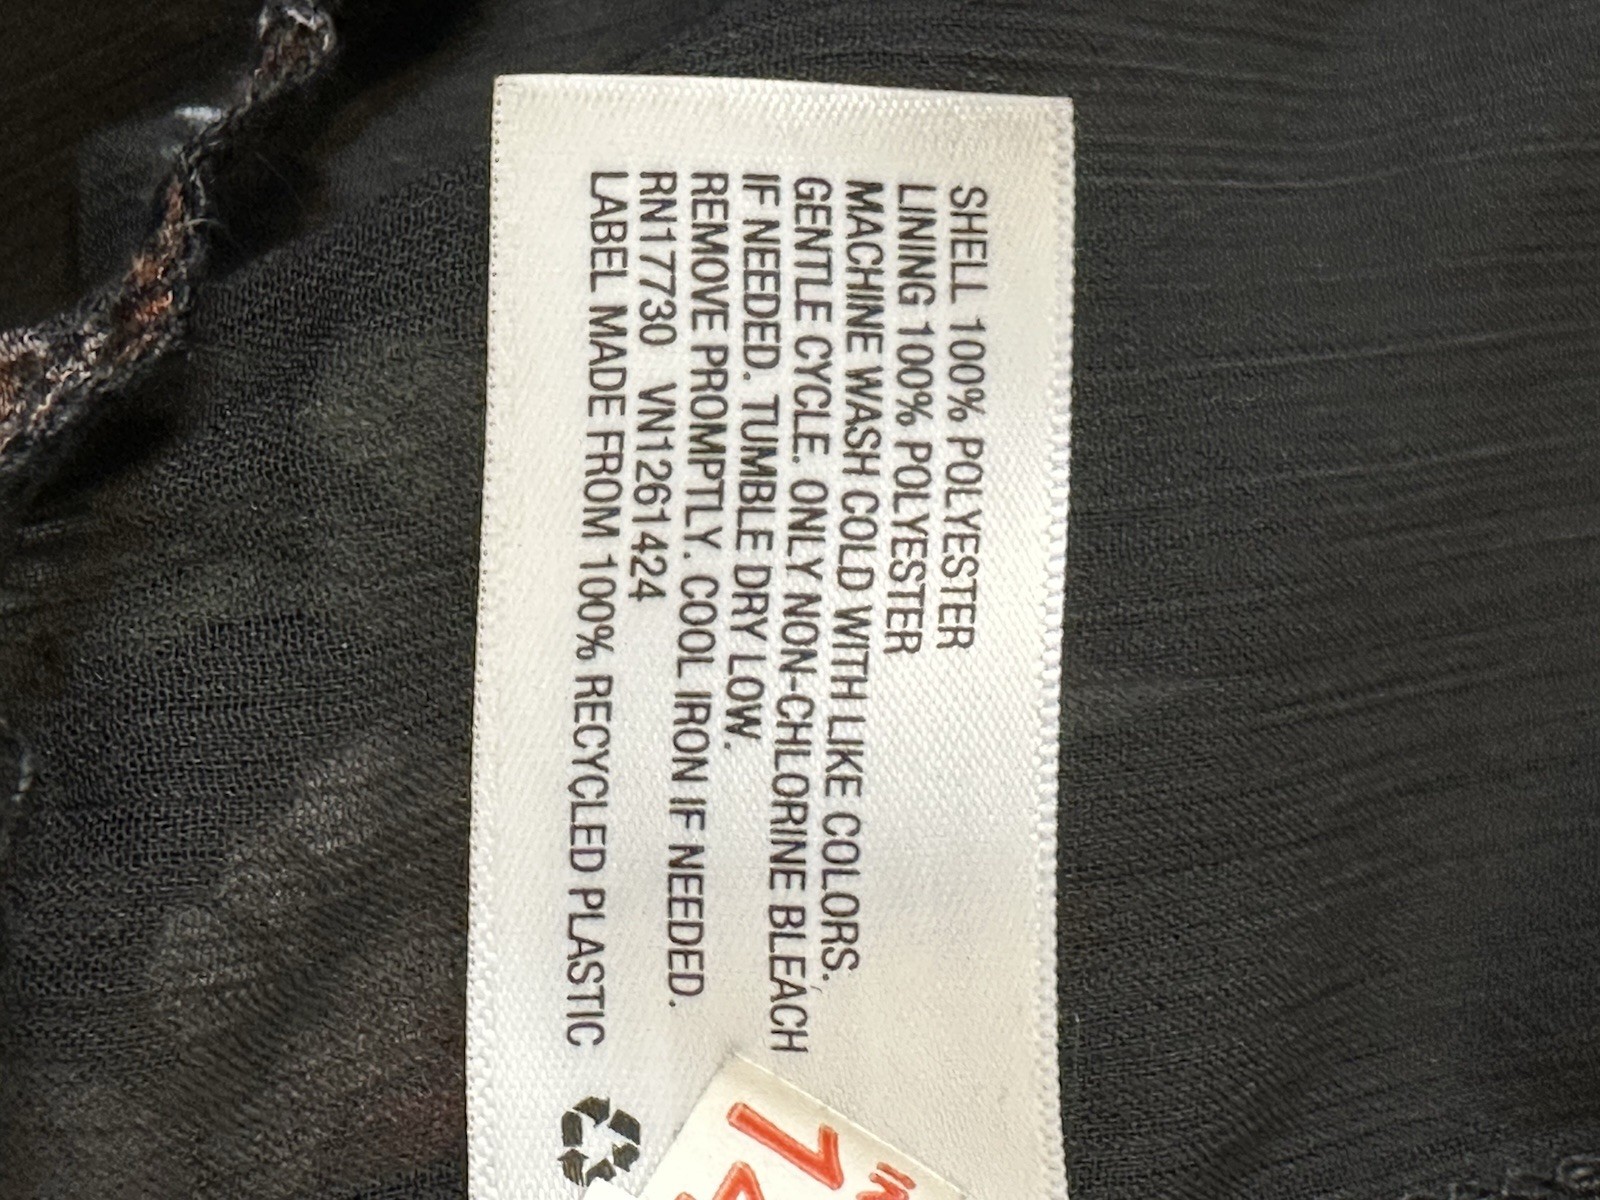 SHELL 100% POLYESTER
LINING 100% POLYESTER
MACHINE WASH COLD WITH LIKE COLORS.
GENTLE CYCLE. ONLY NON-CHLORINE BLEACH
IF NEEDED. TUMBLE DRY LOW.
REMOVE PROMPTLY. COOL IRON IF NEEDED.
RN17730 VN1261424
LABEL MADE FROM 100% RECYCLED PLASTIC